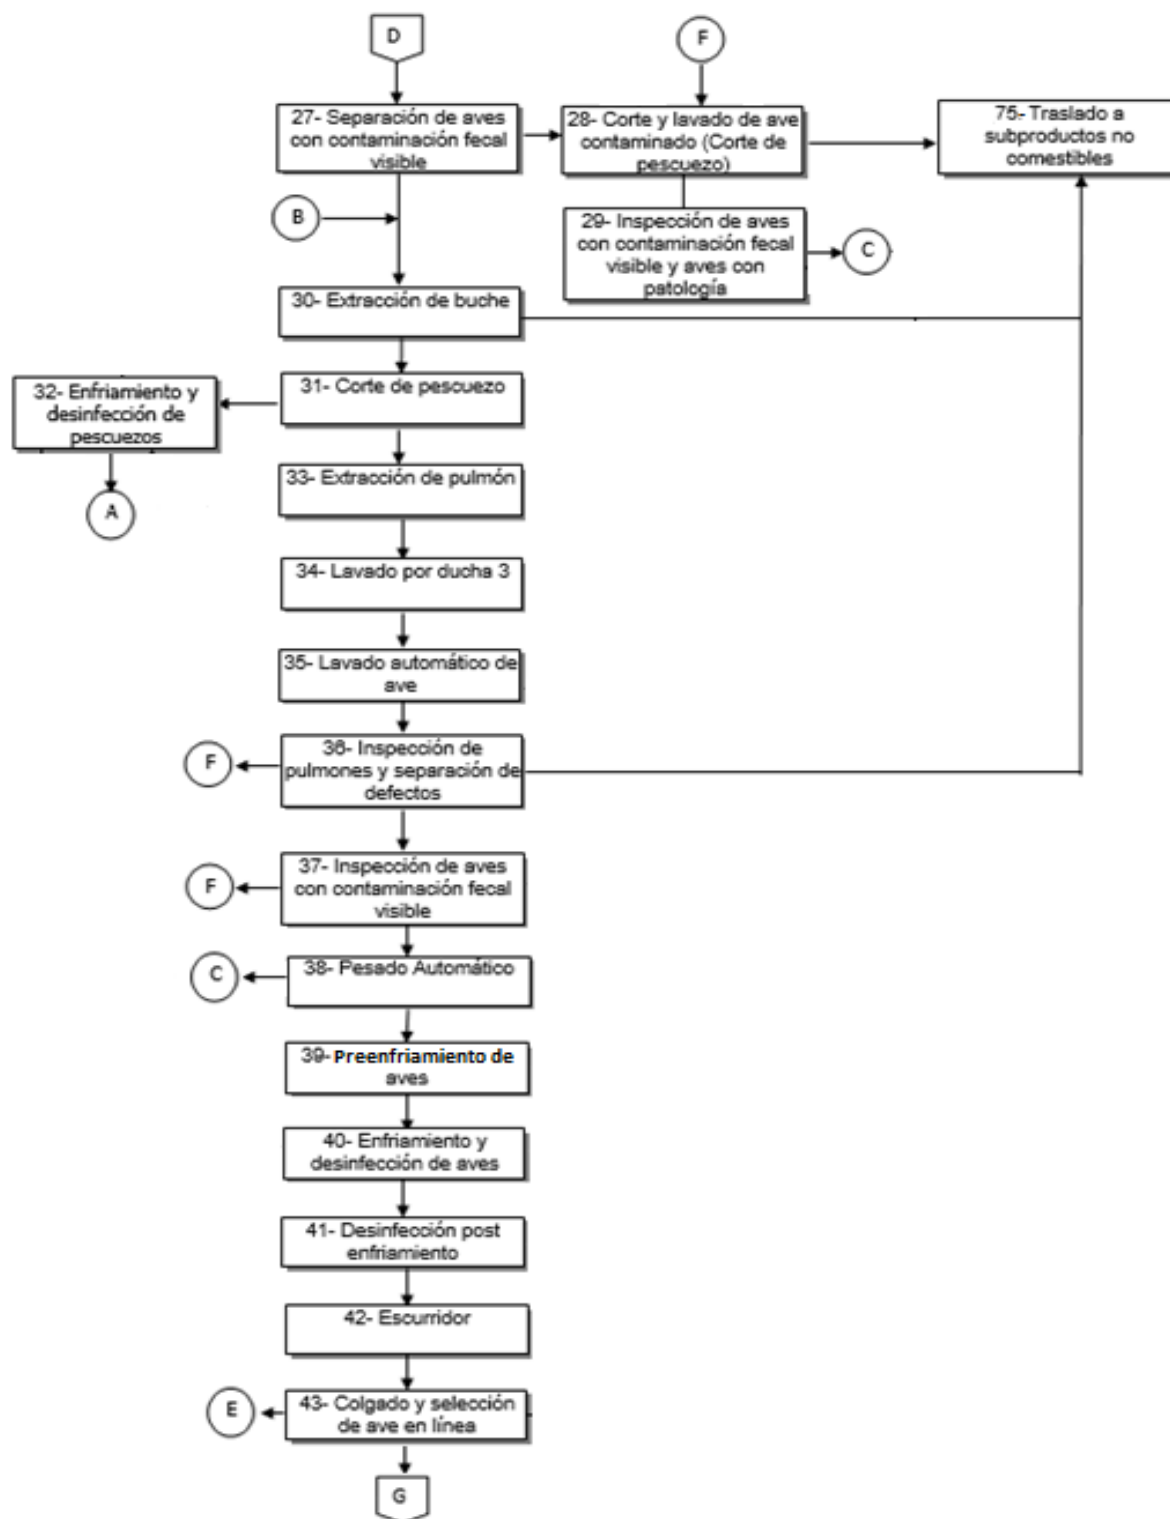 D
F
27- Separación de aves
con contaminación fecal
visible
28- Corte y lavado de ave
contaminado (Corte de
pescuezo)
75- Traslado a
subproductos no
comestibles
B
29- Inspección de aves
con contaminación fecal
visible y aves con
patología
C
30- Extracción de buche
31- Corte de pescuezo
32- Enfriamiento y
desinfección de
pescuezos
A
33- Extracción de pulmón
34- Lavado por ducha 3
35- Lavado automático de
ave
F
36- Inspección de
pulmones y separación de
defectos
F
37- Inspección de aves
con contaminación fecal
visible
C
38- Pesado Automático
39- Preenfriamiento de
aves
40- Enfriamiento y
desinfección de aves
41- Desinfección post
enfriamiento
42- Escurridor
E
43- Colgado y selección
de ave en línea
G